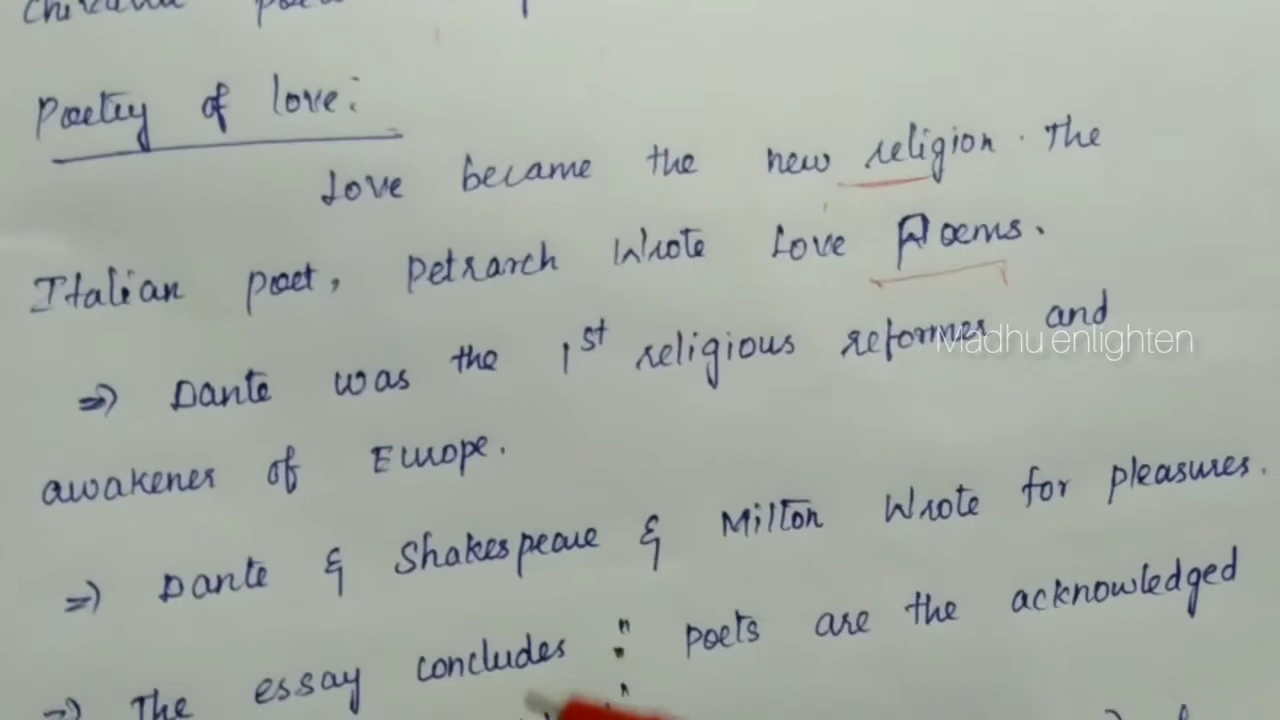 Poetry of love:
Love became the new religion. The
Italian poet, Petrarch Wrote Love Poems.
=> Dante was the 1st religious reformer and
Madhu enlighten
awakener of Europe.
=> Dante & Shakespeare & Milton Wrote for pleasures.
=> The essay concludes : " poets are the acknowledged